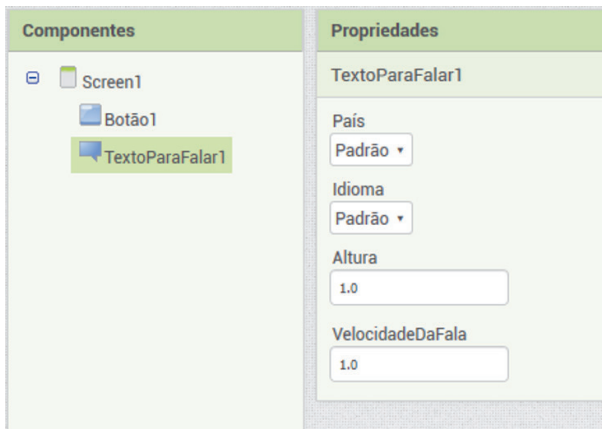 Componentes
Screen1
Botão1
TextoParaFalar1
Propriedades
TextoParaFalar1
País
Padrão
Idioma
Padrão
Altura
1.0
VelocidadeDaFala
1.0